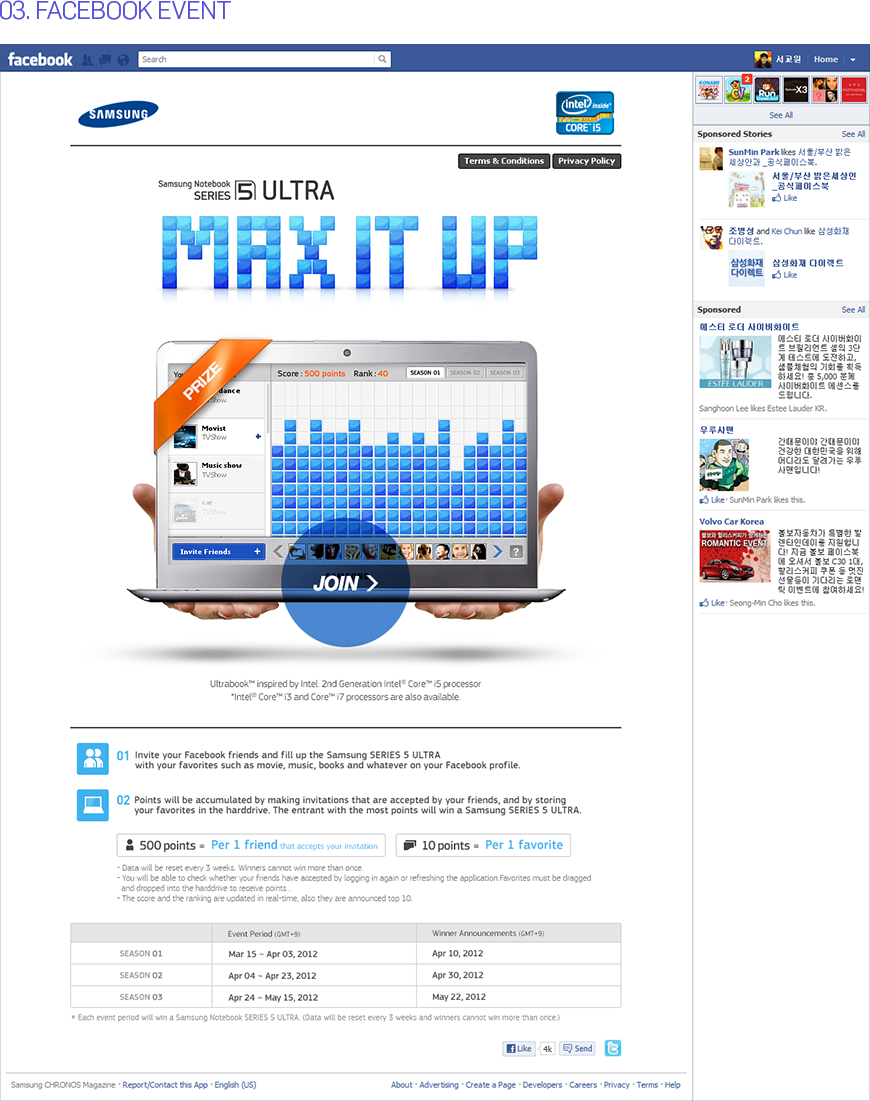 03. FACEBOOK EVENT
facebook
Search
서교일
Home
SAMSUNG
intel inside™
CORE™ i5
Terms & Conditions
Privacy Policy
Samsung Notebook
SERIES 5 ULTRA
MAX IT UP
PRIZE
Score : 500 points Rank : 40
SEASON 01
SEASON 02
SEASON 03
TVShow
Movist
TVShow
Music show
TVShow
car
Invite Friends +
?
JOIN
Ultrabook™ inspired by Intel. 2nd Generation Intel® Core™ i5 processor
*Intel® Core™ i3 and Core™ i7 processors are also available.
01 Invite your Facebook friends and fill up the Samsung SERIES 5 ULTRA
with your favorites such as movie, music, books and whatever on your Facebook profile.
02 Points will be accumulated by making invitations that are accepted by your friends, and by storing
your favorites in the harddrive. The entrant with the most points will win a Samsung SERIES 5 ULTRA.
500 points = Per 1 friend that accepts your invitation
10 points = Per 1 favorite
- Data will be reset every 3 weeks. Winners cannot win more than once.
- You will be able to check whether your friends have accepted by logging in again or refreshing the application.Favorites must be dragged
and dropped into the harddrive to receive points .
- The score and the ranking are updated in real-time, also they are announced top 10.
Event Period (GMT+9)
Winner Announcements (GMT+9)
SEASON 01
Mar 15 ~ Apr 03, 2012
Apr 10, 2012
SEASON 02
Apr 04 ~ Apr 23, 2012
Apr 30, 2012
SEASON 03
Apr 24 ~ May 15, 2012
May 22, 2012
* Each event period will win a Samsung Notebook SERIES 5 ULTRA. (Data will be reset every 3 weeks and winners cannot win more than once.)
Like
4k
Send
Samsung CHRONOS Magazine · Report/Contact this App · English (US)
About · Advertising · Create a Page · Developers · Careers · Privacy · Terms · Help
KONAMI
2
Run
X3
See All
Sponsored Stories
See All
SunMin Park likes 서울/부산 밝은
세상안과 _공식페이스북.
서울/부산 밝은세상안
_공식페이스북
Like
조병성 and Kei Chun like 삼성화재
다이렉트.
삼성화재
다이렉트
삼성화재 다이렉트
Like
Sponsored
See All
에스티 로더 사이버화이트
에스티 로더 사이버화이
트 브릴리언트 셀의 3단
계 테스트에 도전하고,
샘플체험의 기회를 획득
하세요! 총 5,000 분께
사이버화이트 에센스를
드립니다.
ESTĒE LAUDER
Sanghoon Lee likes Estee Lauder KR.
우루사맨
간때문이야 간때문이야
건강한 대한민국을 위해
어디라도 달려가는 우루
사맨입니다!
Like · SunMin Park likes this.
Volvo Car Korea
ROMANTIC EVENT
볼보자동차가 특별한 발
렌타인데이를 지원합니
다! 지금 볼보 페이스북
에 오셔서 볼보 C30 1대,
할리스커피 쿠폰 등 멋진
선물들이 기다리는 로맨
틱 이벤트에 참여하세요!
Like · Seong-Min Cho likes this.